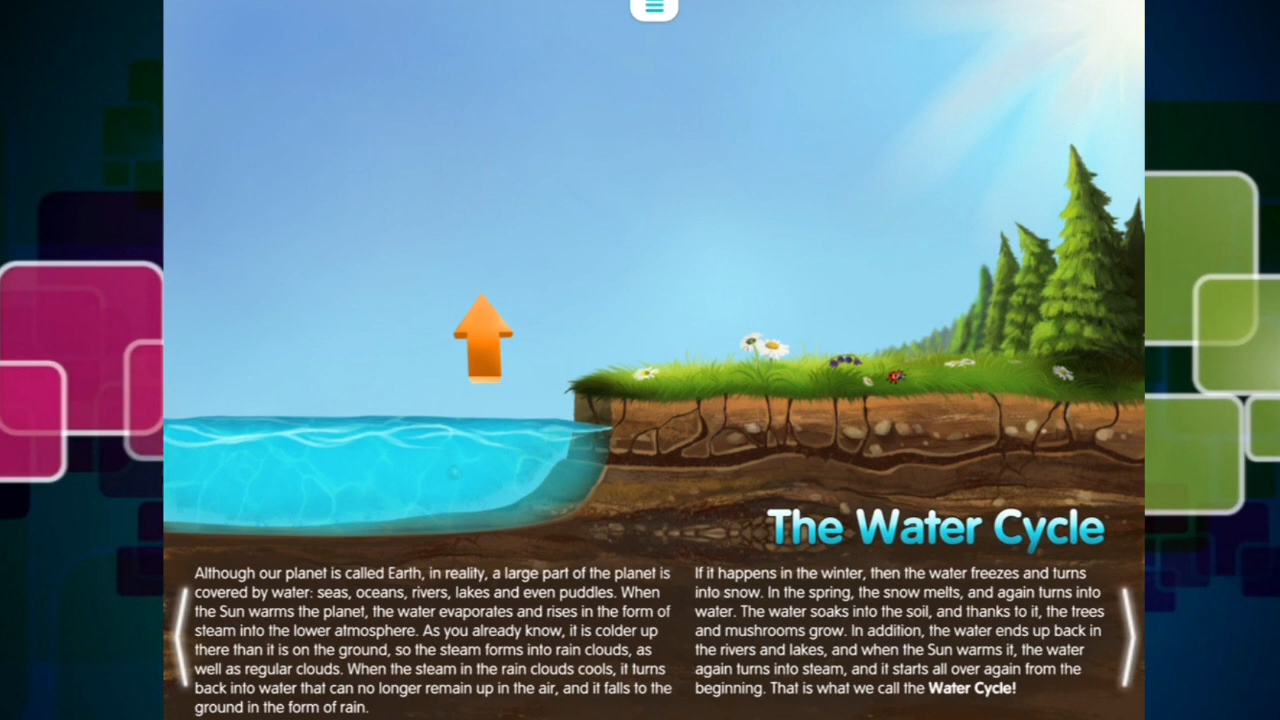 The Water Cycle
Although our planet is called Earth, in reality, a large part of the planet is
covered by water: seas, oceans, rivers, lakes and even puddles. When
the Sun warms the planet, the water evaporates and rises in the form of
steam into the lower atmosphere. As you already know, it is colder up
there than it is on the ground, so the steam forms into rain clouds, as
well as regular clouds. When the steam in the rain clouds cools, it turns
back into water that can no longer remain up in the air, and it falls to the
ground in the form of rain.
If it happens in the winter, then the water freezes and turns
into snow. In the spring, the snow melts, and again turns into
water. The water soaks into the soil, and thanks to it, the trees
and mushrooms grow. In addition, the water ends up back in
the rivers and lakes, and when the Sun warms it, the water
again turns into steam, and it starts all over again from the
beginning. That is what we call the Water Cycle!